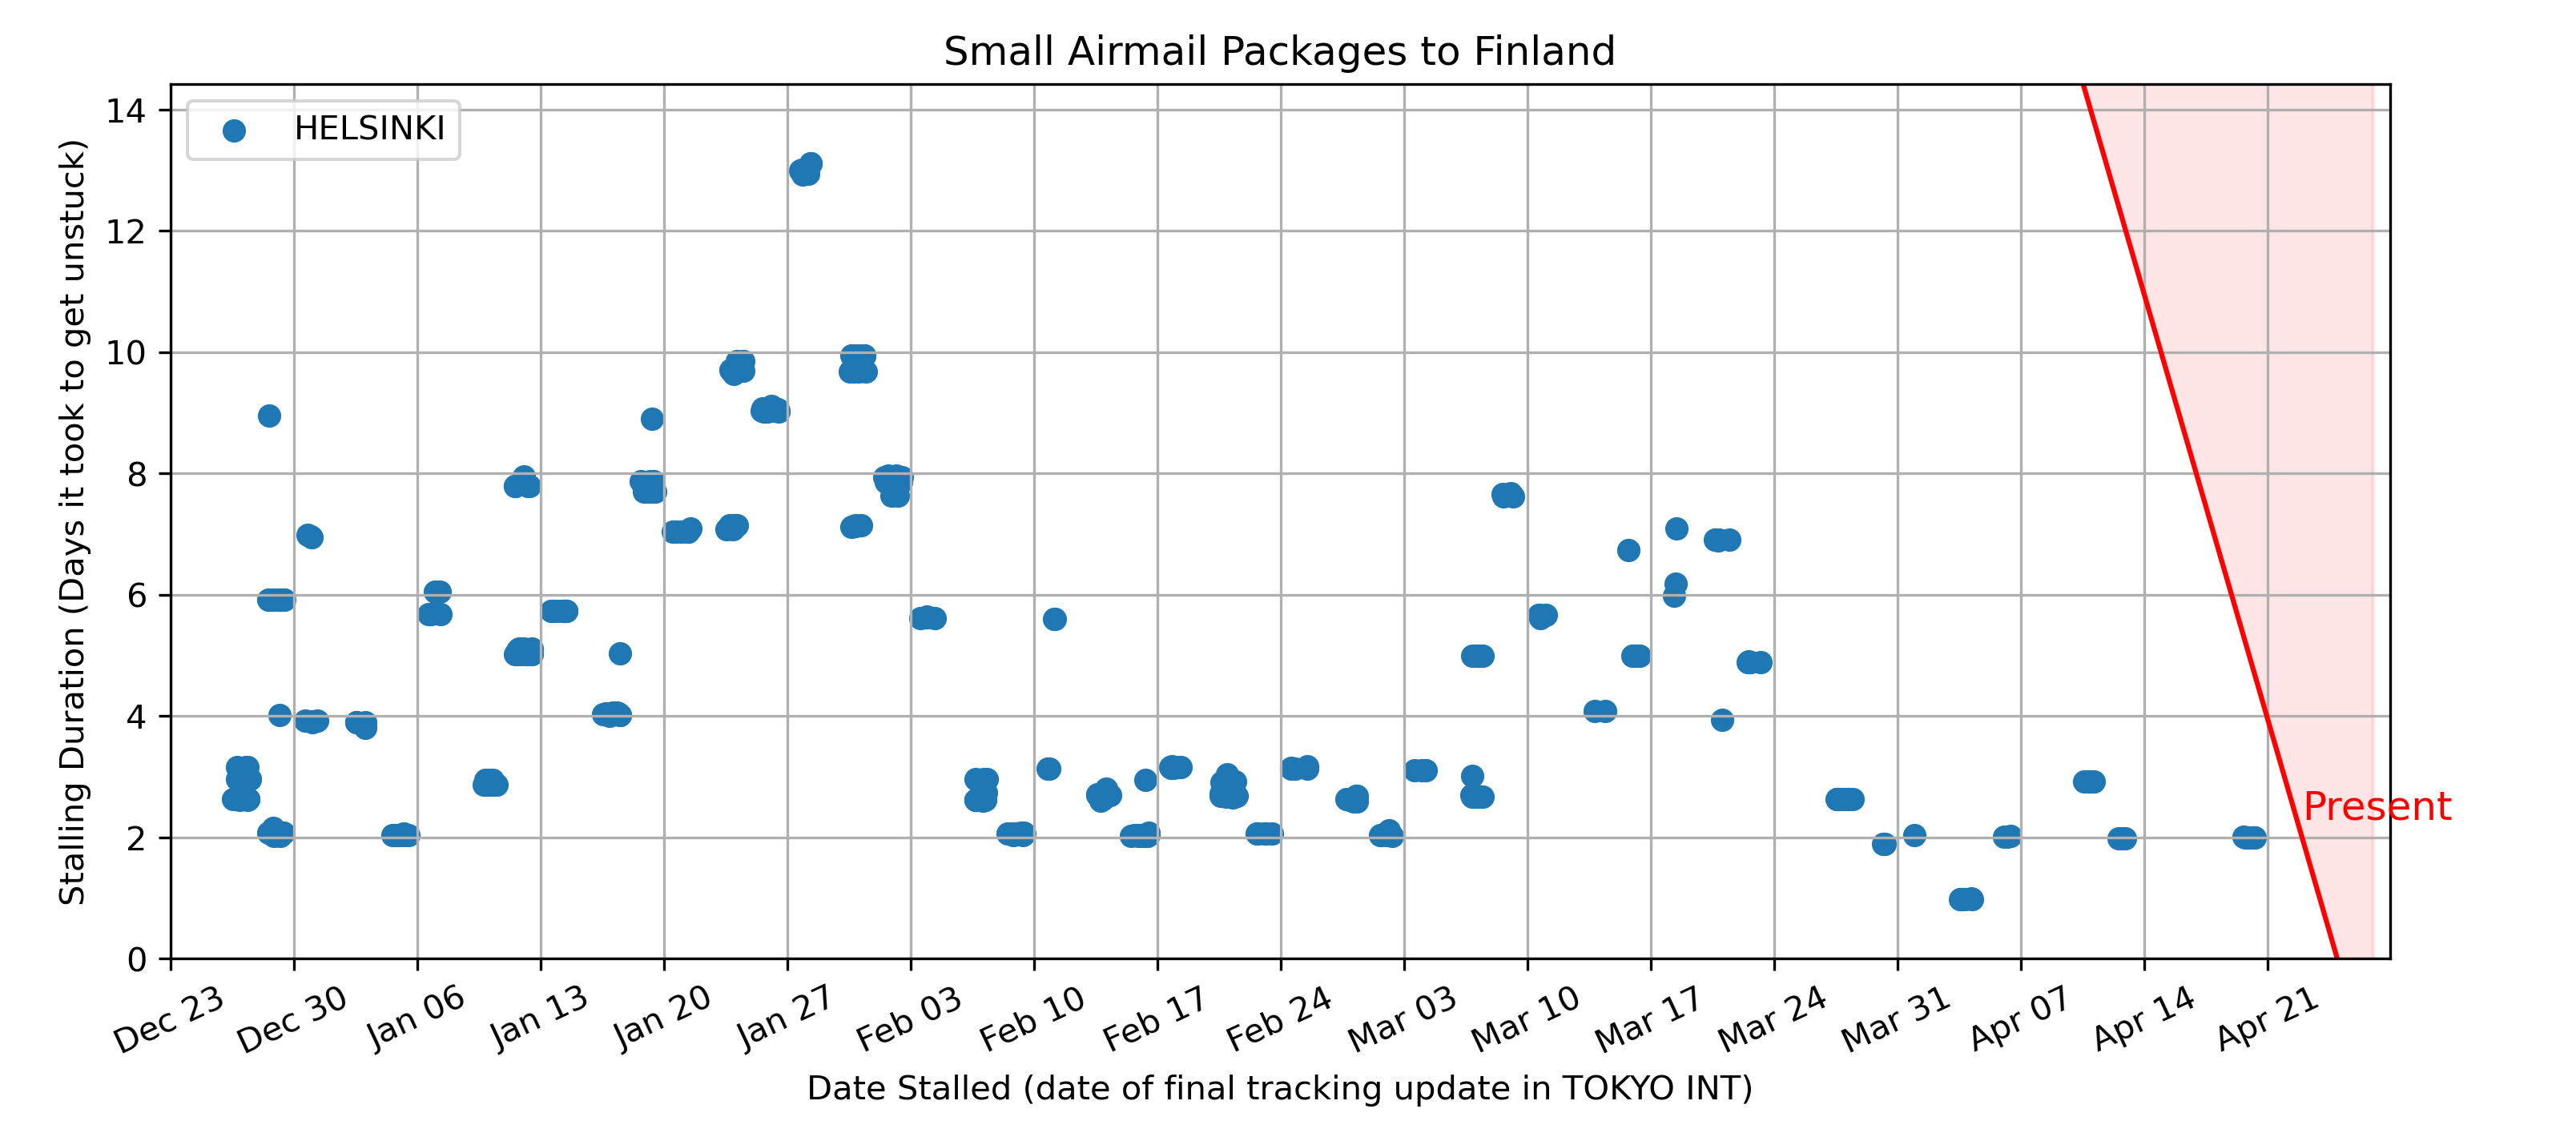 Small Airmail Packages to Finland
HELSINKI
Stalling Duration (Days it took to get unstuck)
14
12
10
8
6
4
2
0
Present
Dec 23
Dec 30
Jan 06
Jan 13
Jan 20
Jan 27
Feb 03
Feb 10
Feb 17
Feb 24
Mar 03
Mar 10
Mar 17
Mar 24
Mar 31
Apr 07
Apr 14
Apr 21
Date Stalled (date of final tracking update in TOKYO INT)